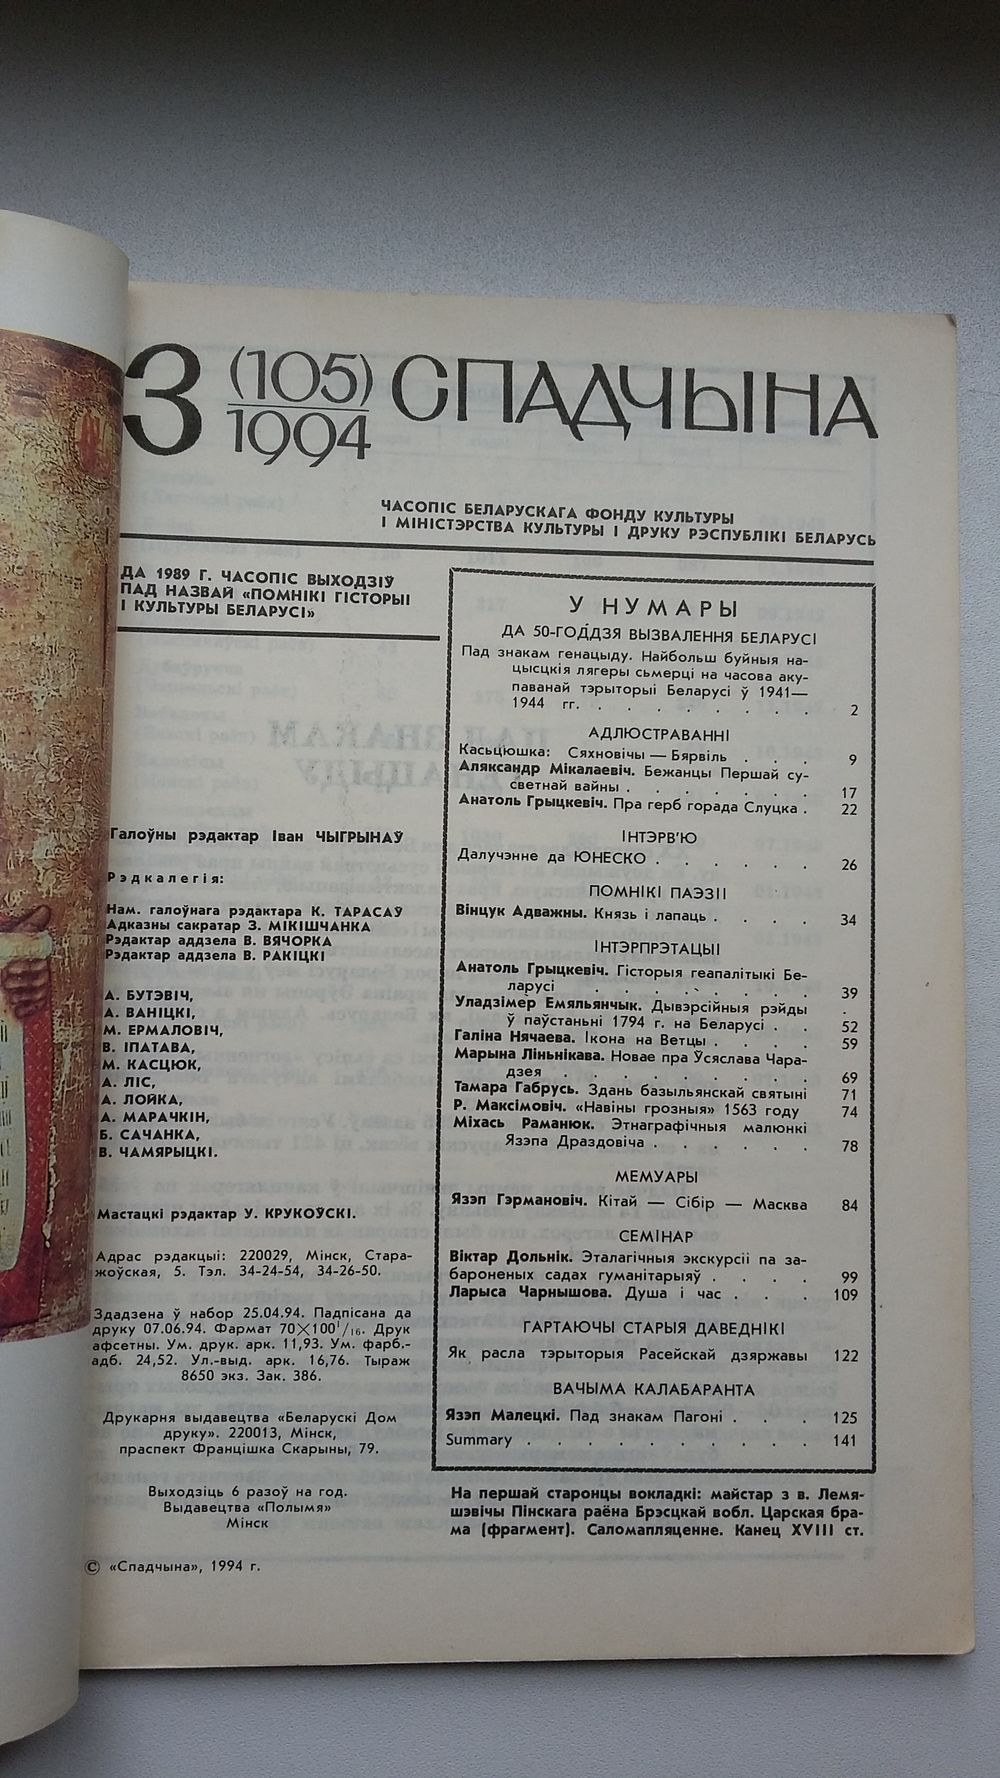 3 (105) 1994 СПАДЧЫНА
ЧАСОПІС БЕЛАРУСКАГА ФОНДУ КУЛЬТУРЫ
І МІНІСТЭРСТВА КУЛЬТУРЫ І ДРУКУ РЭСПУБЛІКІ БЕЛАРУСЬ
ДА 1989 Г. ЧАСОПІС ВЫХОДЗІЎ
ПАД НАЗВАЙ «ПОМНІКІ ГІСТОРЫІ
І КУЛЬТУРЫ БЕЛАРУСІ»
Галоўны рэдактар Іван ЧЫГРЫНАЎ
Рэдкалегія:
Нам. галоўнага рэдактара К. ТАРАСАЎ
Адказны сакратар З. МІКІШЧАНКА
Рэдактар аддзела В. ВЯЧОРКА
Рэдактар аддзела В. РАКІЦКІ
А. БУТЭВІЧ,
А. ВАНІЦКІ,
М. ЕРМАЛОВІЧ,
В. ІПАТАВА,
М. КАСЦЮК,
А. ЛІС,
А. ЛОЙКА,
А. МАРАЧКІН,
Б. САЧАНКА,
В. ЧАМЯРЫЦКІ.
Мастацкі рэдактар У. КРУКОЎСКІ.
Адрас рэдакцыі: 220029, Мінск, Стара-
жоўская, 5. Тэл. 34-24-54, 34-26-50.
Здадзена ў набор 25.04.94. Падпісана да
друку 07.06.94. Фармат 70×100¹/₁₆. Друк
афсетны. Ум. друк. арк. 11,93. Ум. фарб.-
адб. 24,52. Ул.-выд. арк. 16,76. Тыраж
8650 экз. Зак. 386.
Друкарня выдавецтва «Беларускі Дом
друку». 220013, Мінск,
праспект Францішка Скарыны, 79.
Выходзіць 6 разоў на год.
Выдавецтва «Полымя»
Мінск
© «Спадчына», 1994 г.
У НУМАРЫ
ДА 50-ГОДДЗЯ ВЫЗВАЛЕННЯ БЕЛАРУСІ
Пад знакам генацыду. Найбольш буйныя на-
цысцкія лягеры сьмерці на часова аку-
паванай тэрыторыі Беларусі ў 1941—
1944 гг. . . . . . . . . 2
АДЛЮСТРАВАННІ
Касьцюшка: Сяхновічы — Бярвіль . . . 9
Аляксандр Мікалаевіч. Бежанцы Першай су-
светнай вайны . . . . . . . 17
Анатоль Грыцкевіч. Пра герб горада Слуцка . 22
ІНТЭРВ'Ю
Далучэнне да ЮНЕСКО . . . . . . 26
ПОМНІКІ ПАЭЗІІ
Вінцук Адважны. Князь і лапаць . . . . 34
ІНТЭРПРЭТАЦЫІ
Анатоль Грыцкевіч. Гісторыя геапалітыкі Бе-
ларусі . . . . . . . . 39
Уладзімер Емяльянчык. Дывэрсійныя рэйды
ў паўстаньні 1794 г. на Беларусі . . 52
Галіна Нячаева. Ікона на Ветцы . . . . 59
Марына Ліньнікава. Новае пра Ўсяслава Чара-
дзея . . . . . . . . . 69
Тамара Габрусь. Здань базыльянскай святыні 71
Р. Максімовіч. «Навіны грозныя» 1563 году 74
Міхась Раманюк. Этнаграфічныя малюнкі
Язэпа Драздовіча . . . . . . 78
МЕМУАРЫ
Язэп Гэрмановіч. Кітай — Сібір — Масква 84
СЕМІНАР
Віктар Дольнік. Эталагічныя экскурсіі па за-
бароненых садах гуманітарыяў . . . . 99
Ларыса Чарнышова. Душа і час . . . 109
ГАРТАЮЧЫ СТАРЫЯ ДАВЕДНІКІ
Як расла тэрыторыя Расейскай дзяржавы 122
ВАЧЫМА КАЛАБАРАНТА
Язэп Малецкі. Пад знакам Пагоні . . . 125
Summary . . . . . . . . . . 141
На першай старонцы вокладкі: майстар з в. Лемя-
шэвічы Пінскага раёна Брэсцкай вобл. Царская бра-
ма (фрагмент). Саломапляценне. Канец XVIII ст.